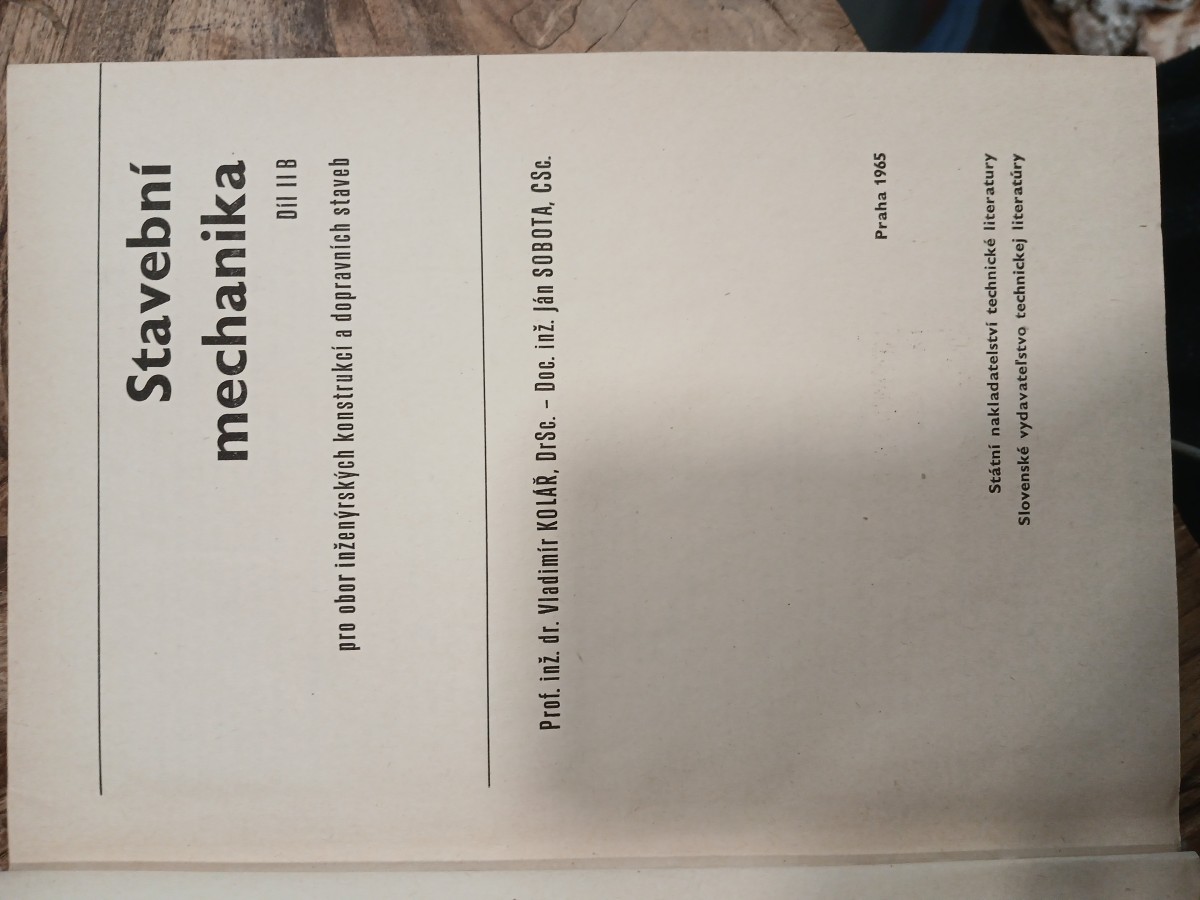 Stavební
mechanika
Díl II B
pro obor inženýrských konstrukcí a dopravních staveb
Prof. inž. dr. Vladimír KOLÁŘ, DrSc. – Doc. inž. Ján SOBOTA, CSc.
Praha 1965
Státní nakladatelství technické literatury
Slovenské vydavateľstvo technickej literatúry